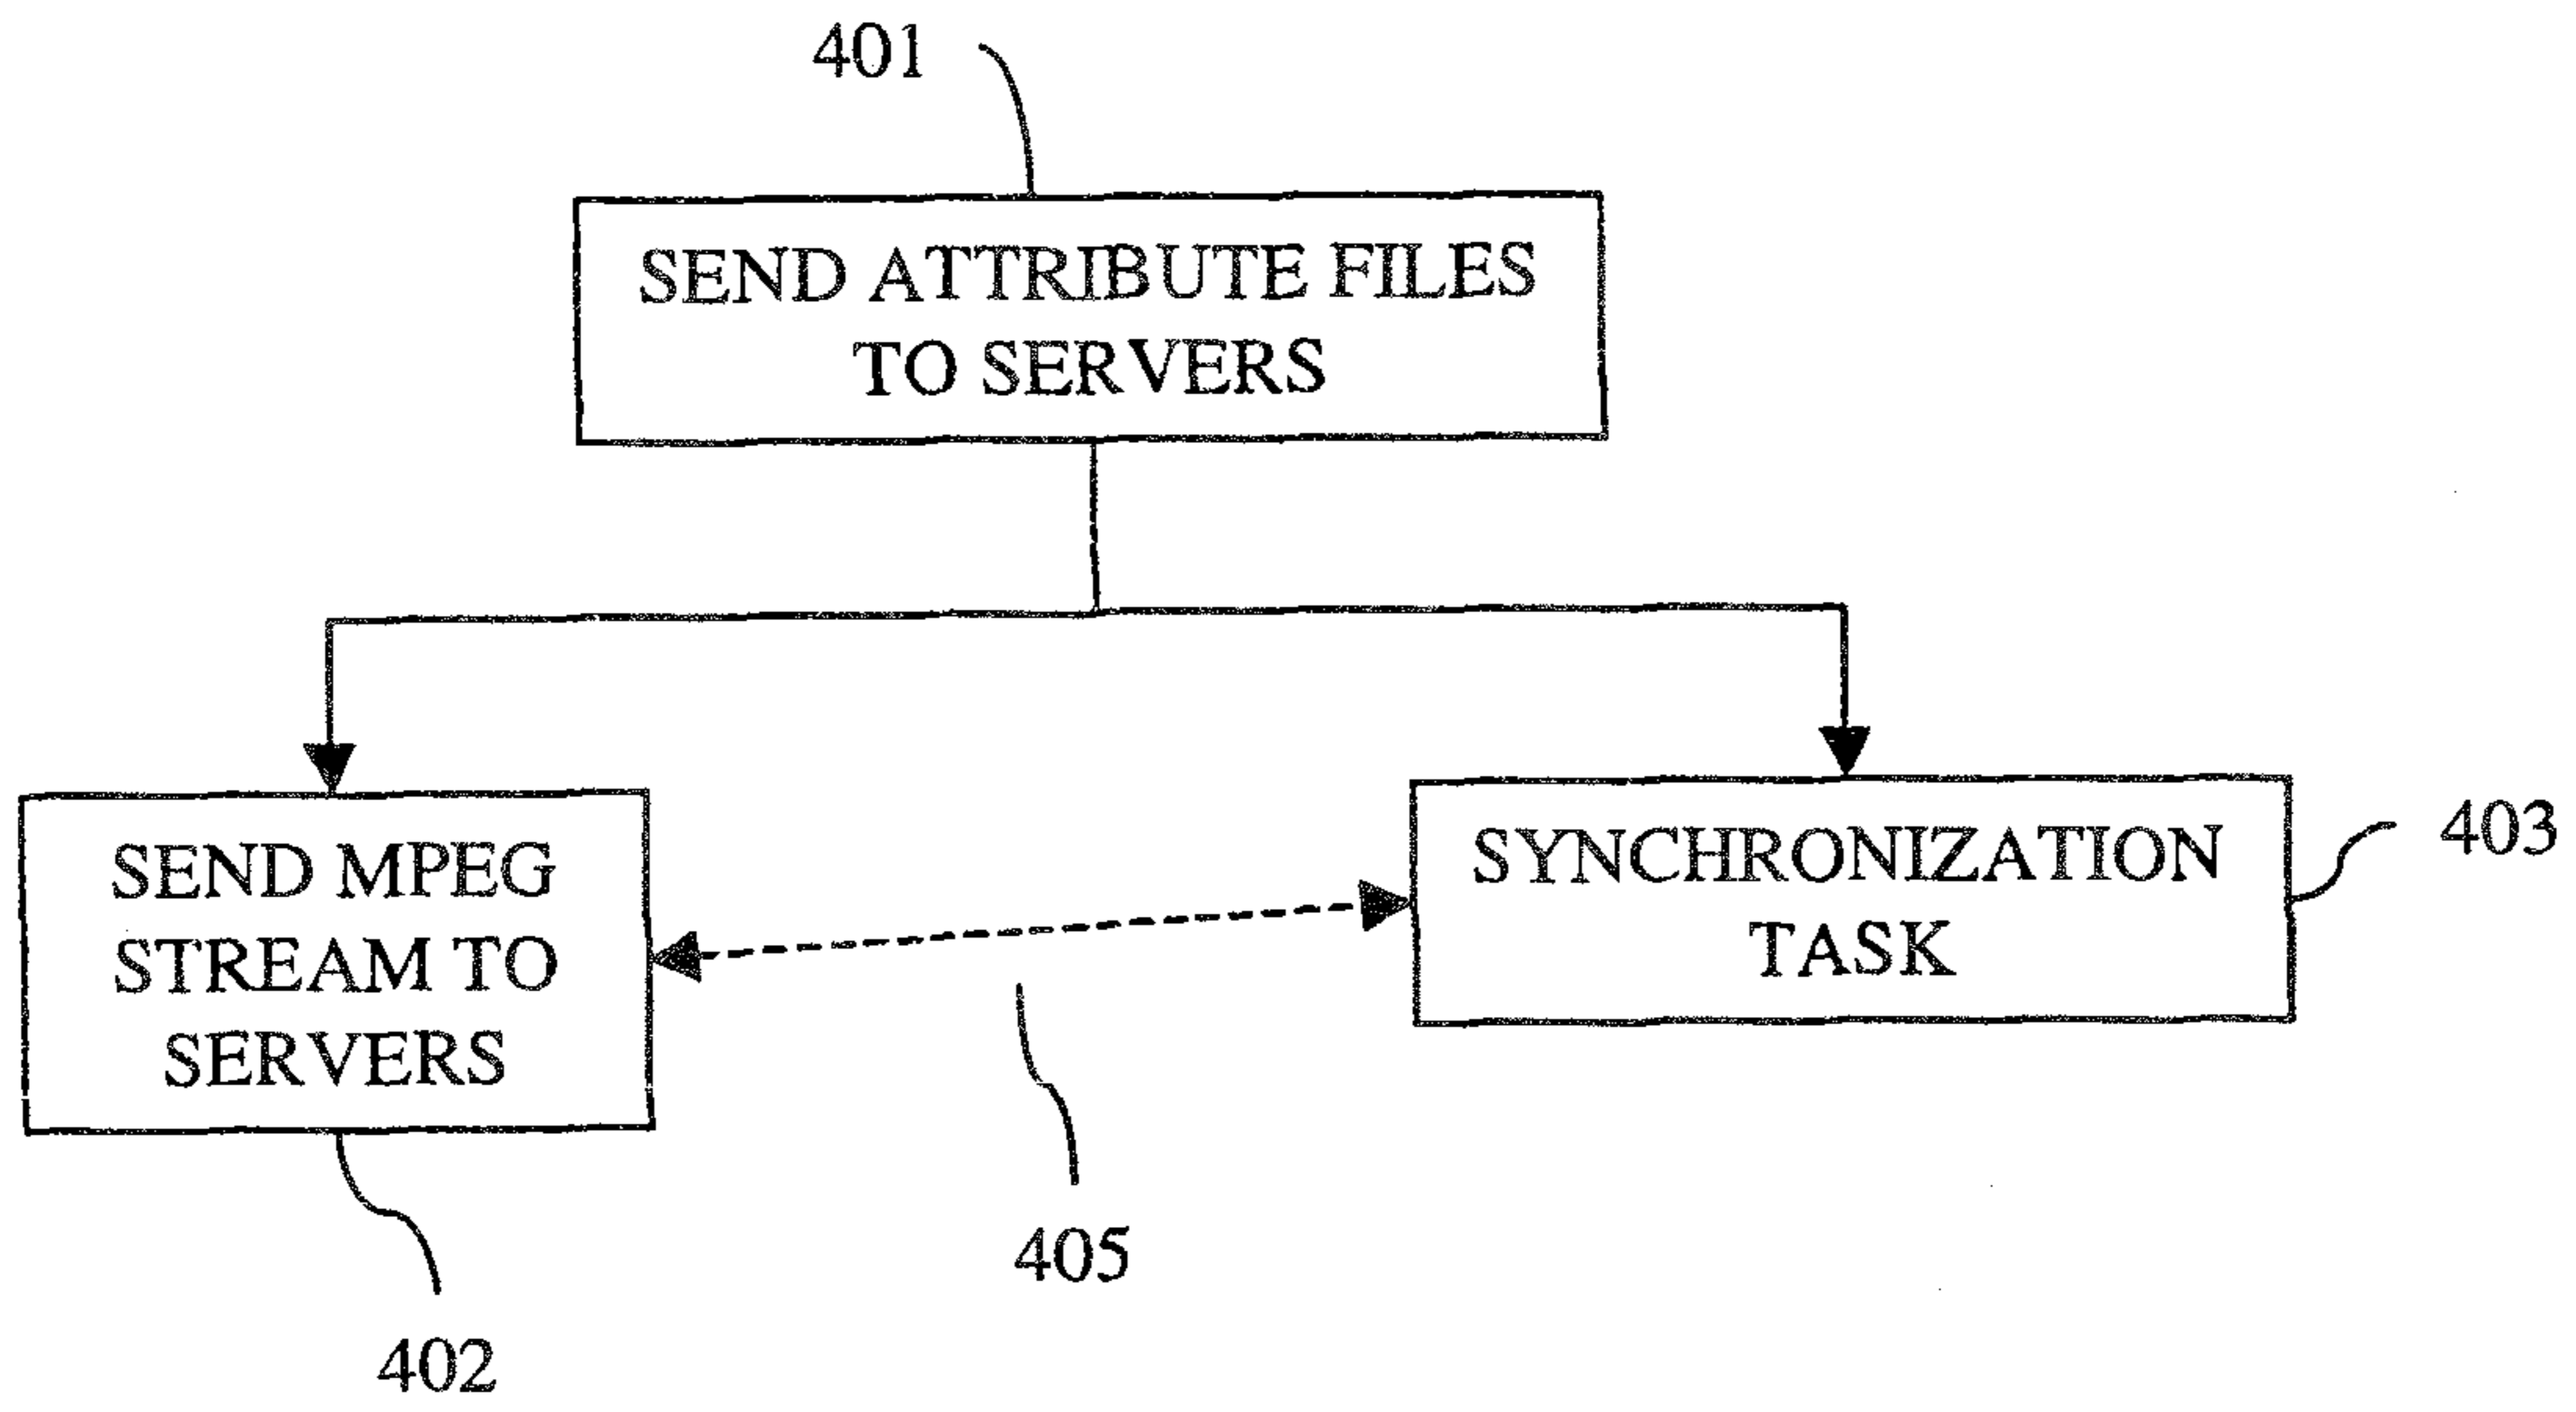 401
SEND ATTRIBUTE FILES
TO SERVERS
SEND MPEG
STREAM TO
SERVERS
SYNCHRONIZATION
TASK
403
405
402